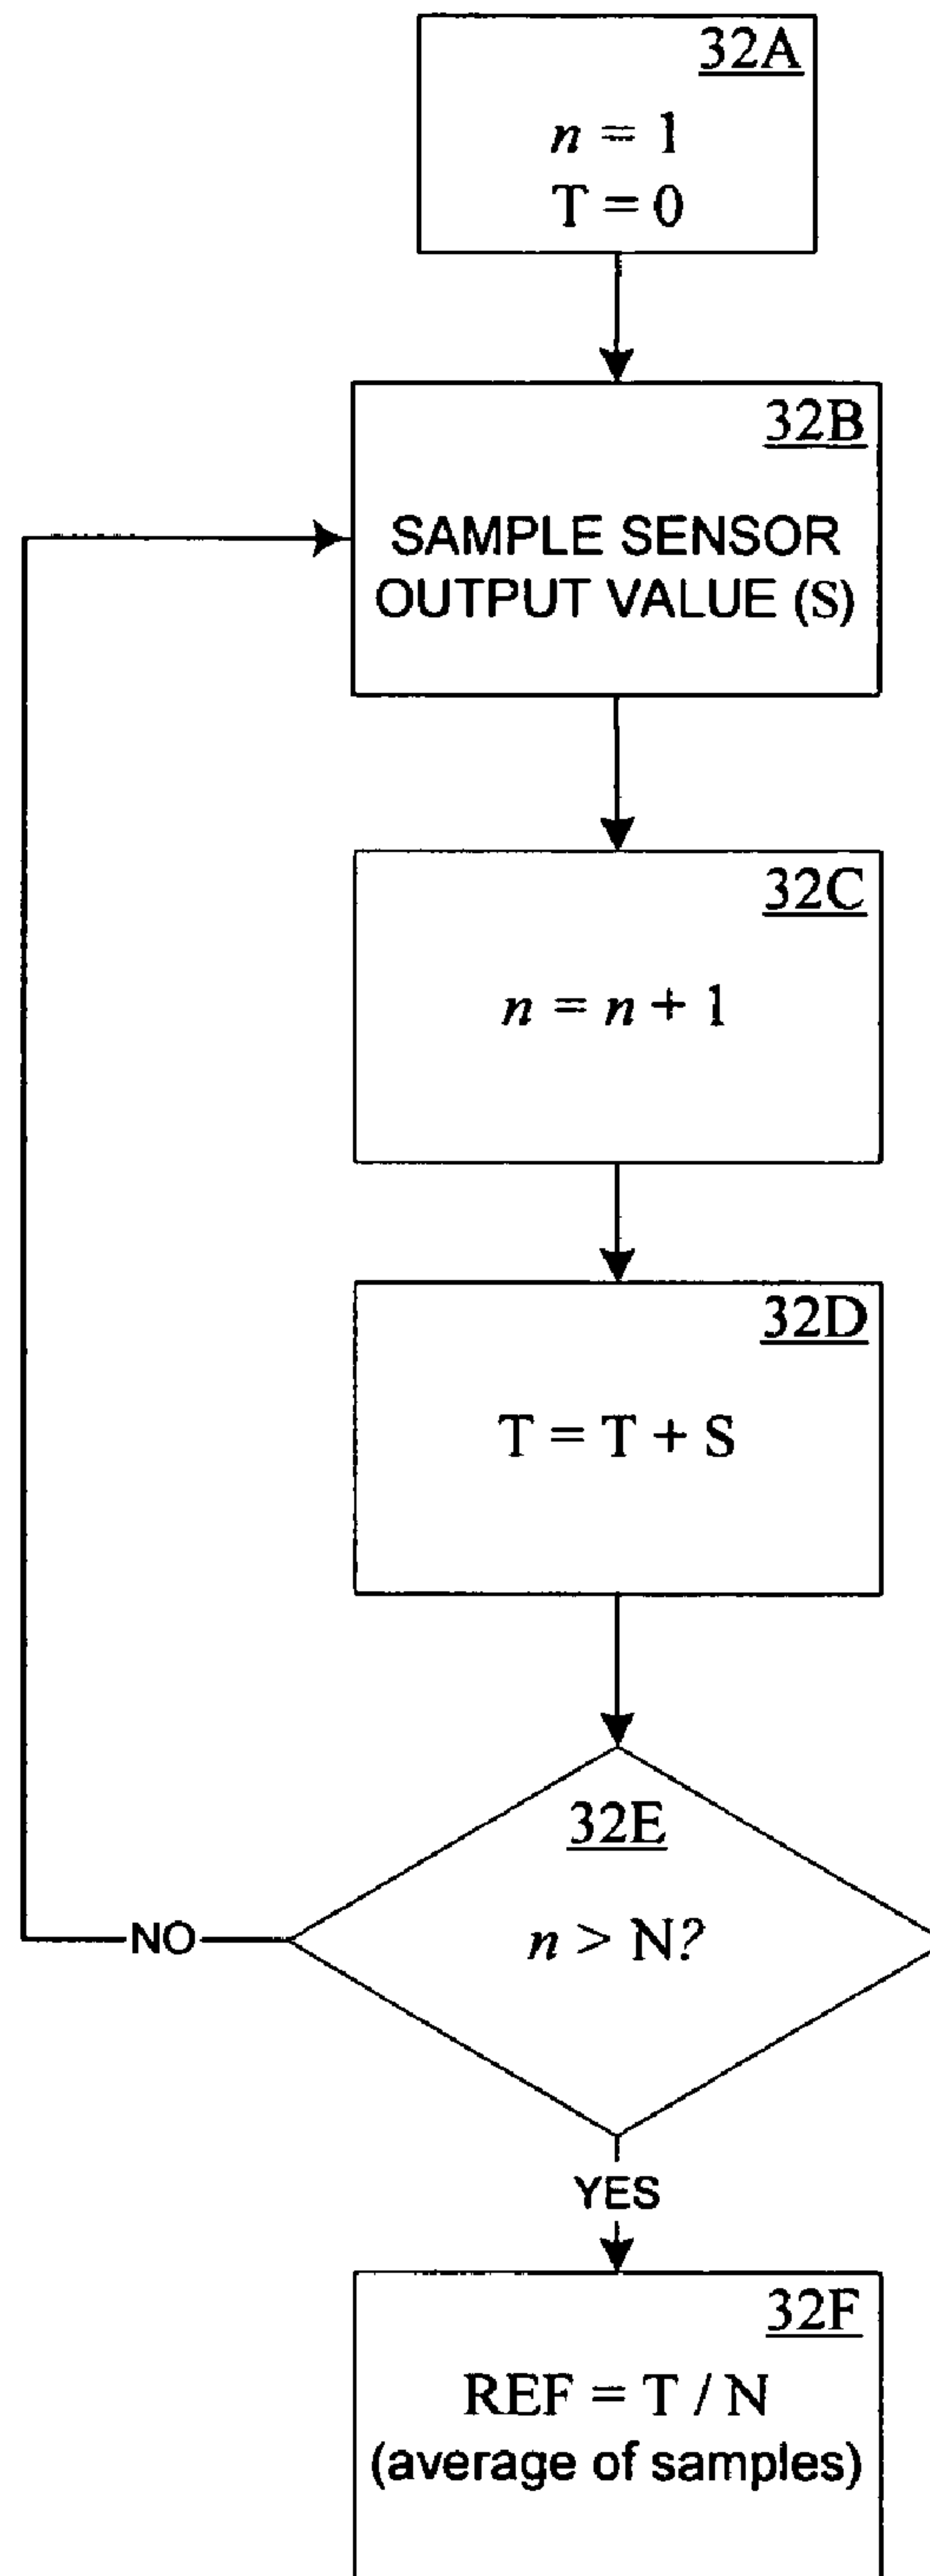 32A
n = 1
T = 0
32B
SAMPLE SENSOR
OUTPUT VALUE (S)
32C
n = n + 1
32D
T = T + S
32E
n > N?
NO
YES
32F
REF = T / N
(average of samples)